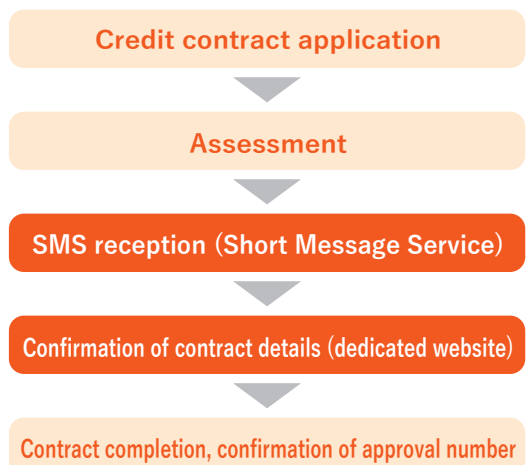 Credit contract application
Assessment
SMS reception (Short Message Service)
Confirmation of contract details (dedicated website)
Contract completion, confirmation of approval number